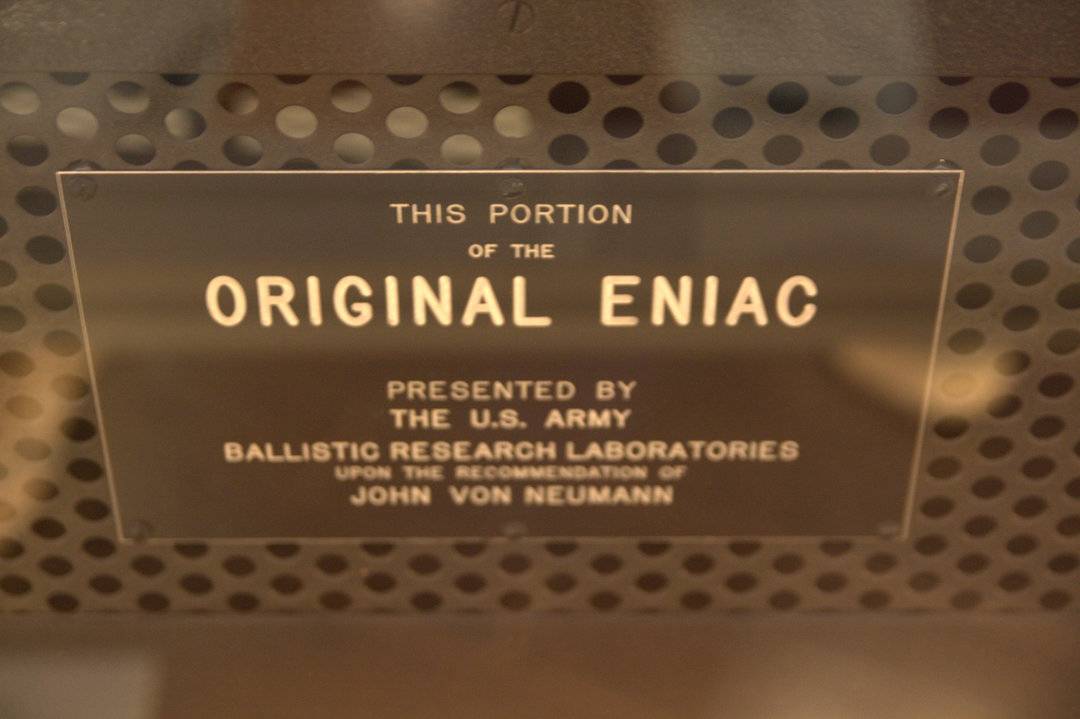 THIS PORTION
OF THE
ORIGINAL ENIAC
PRESENTED BY
THE U.S. ARMY
BALLISTIC RESEARCH LABORATORIES
UPON THE RECOMMENDATION OF
JOHN VON NEUMANN